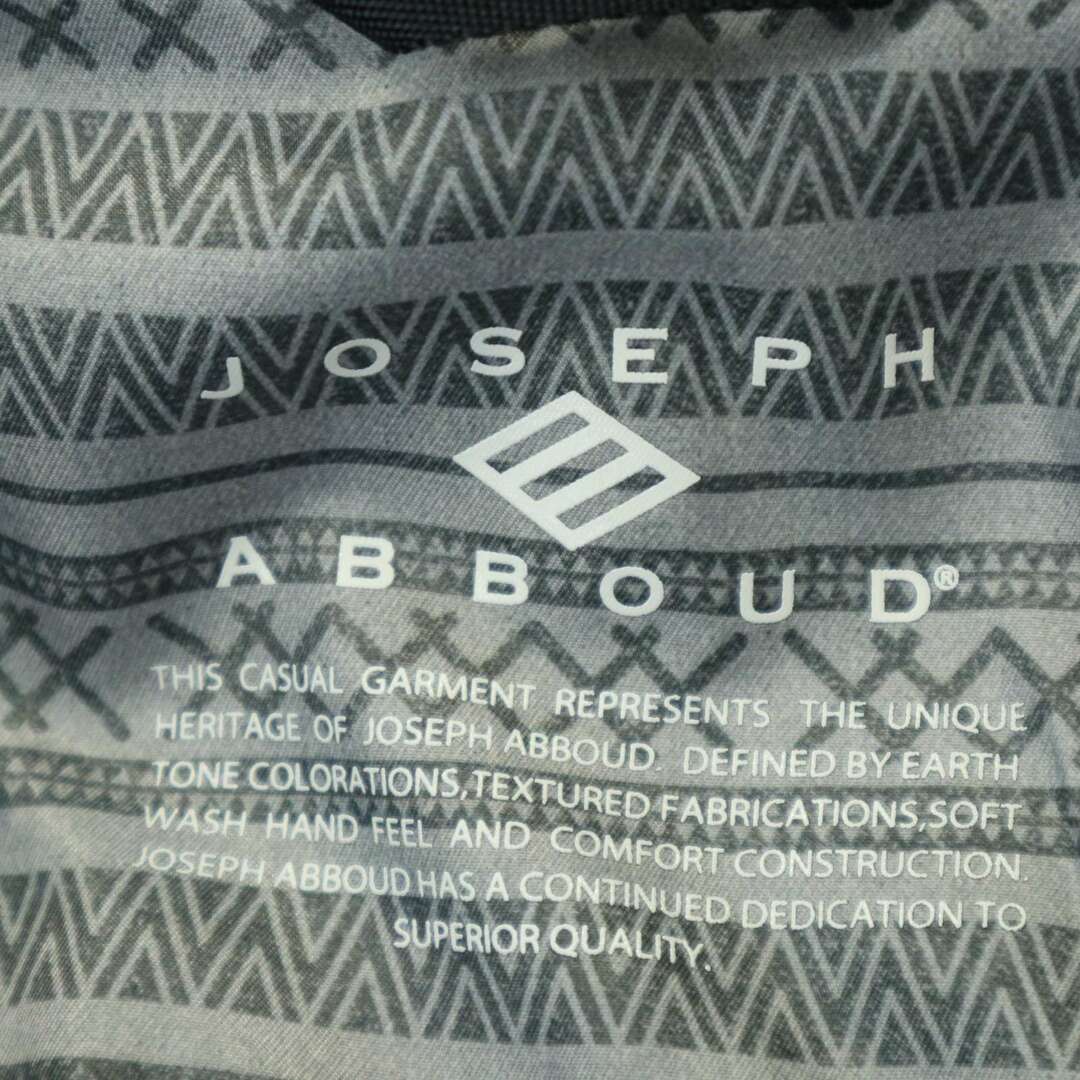 JOSEPH
ABBOUD®
THIS CASUAL GARMENT REPRESENTS THE UNIQUE
HERITAGE OF JOSEPH ABBOUD. DEFINED BY EARTH
TONE COLORATIONS,TEXTURED FABRICATIONS,SOFT
WASH HAND FEEL AND COMFORT CONSTRUCTION.
JOSEPH ABBOUD HAS A CONTINUED DEDICATION TO
SUPERIOR QUALITY.